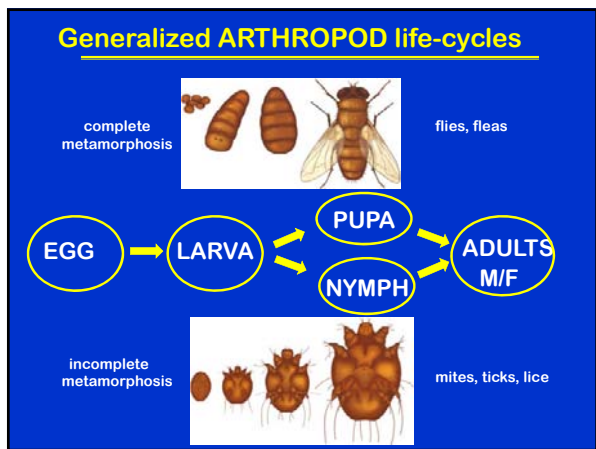 Generalized ARTHROPOD life-cycles
complete
metamorphosis
flies, fleas
EGG
LARVA
PUPA
NYMPH
ADULTS
M/F
incomplete
metamorphosis
mites, ticks, lice